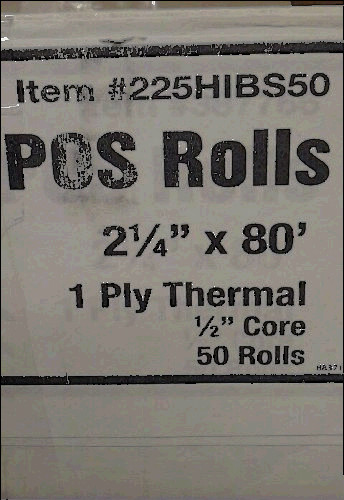 Item #225HIBS50
POS Rolls
2¼” x 80’
1 Ply Thermal
½” Core
50 Rolls